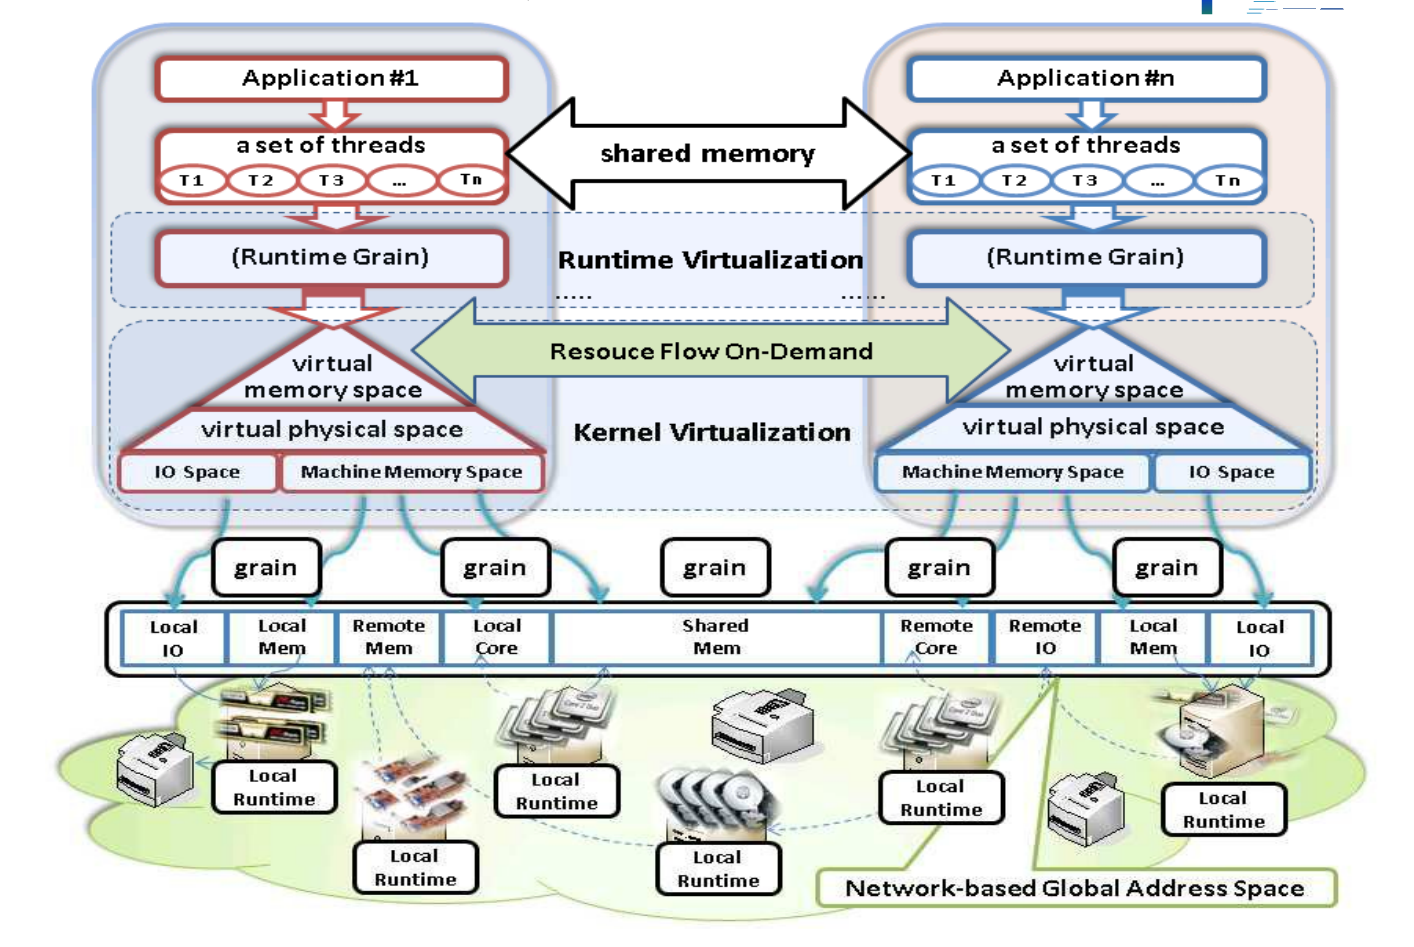 Application #1
Application #n
a set of threads
a set of threads
T1 T2 T3 ... Tn
shared memory
T1 T2 T3 ... Tn
(Runtime Grain)
Runtime Virtualization
(Runtime Grain)
.....
......
virtual
memory space
Resouce Flow On-Demand
virtual
memory space
virtual physical space
Kernel Virtualization
virtual physical space
IO Space
Machine Memory Space
Machine Memory Space
IO Space
grain
grain
grain
grain
grain
Local
IO
Local
Mem
Remote
Mem
Local
Core
Shared
Mem
Remote
Core
Remote
IO
Local
Mem
Local
IO
Local
Runtime
Local
Runtime
Local
Runtime
Local
Runtime
Local
Runtime
Local
Runtime
Network-based Global Address Space